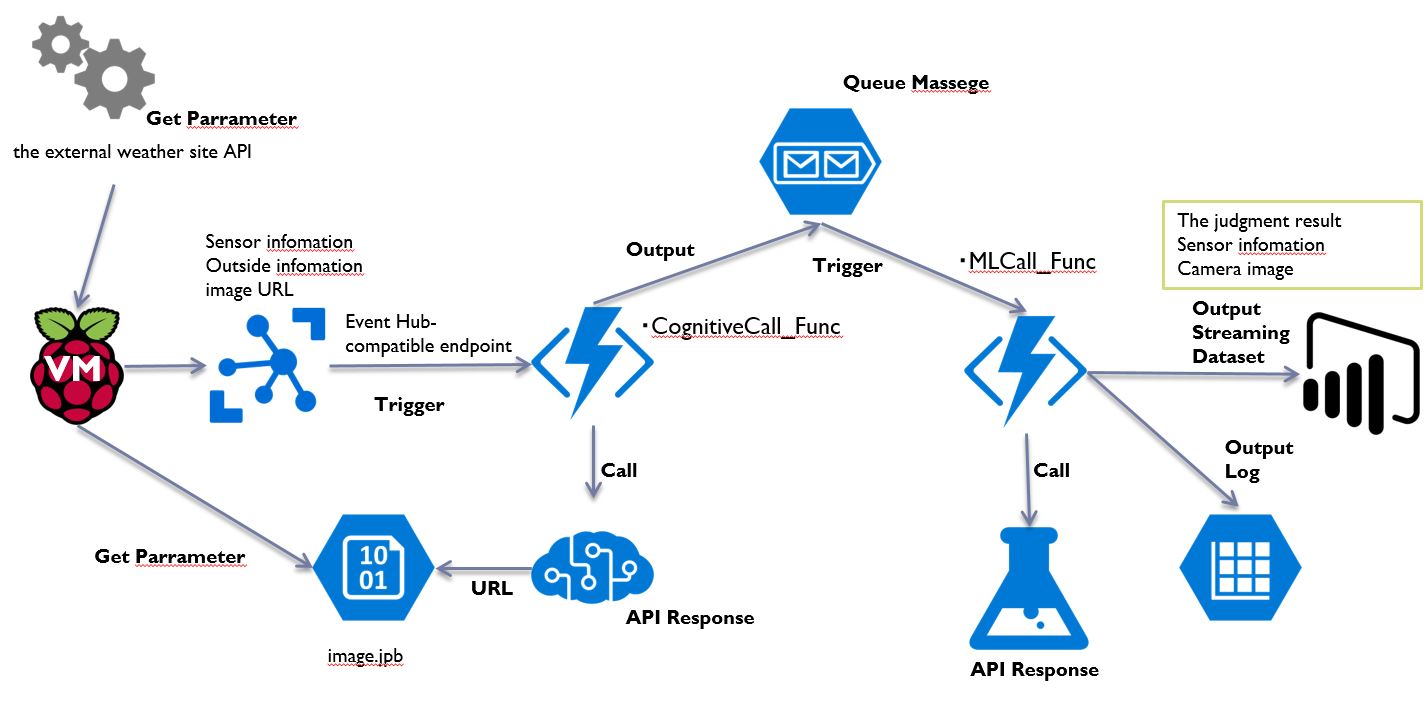 Queue Massege
Get Parrameter
the external weather site API
Sensor infomation
Outside infomation
image URL
Event Hub-
compatible endpoint
Trigger
VM
Output
・CognitiveCall_Func
Trigger
・MLCall_Func
The judgment result
Sensor infomation
Camera image
Output
Streaming
Dataset
Call
Call
Output
Log
Get Parrameter
10
01
URL
API Response
image.jpb
API Response